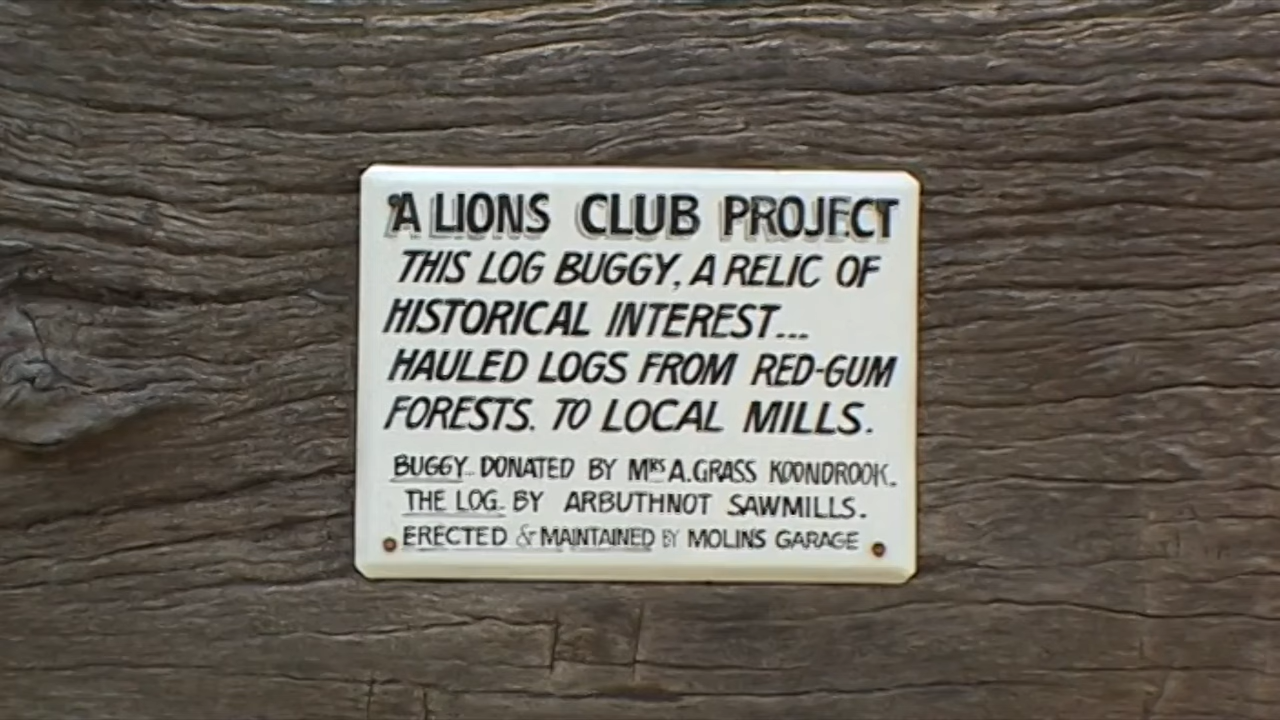 A LIONS CLUB PROJECT
THIS LOG BUGGY, A RELIC OF
HISTORICAL INTEREST...
HAULED LOGS FROM RED-GUM
FORESTS. TO LOCAL MILLS.
BUGGY.. DONATED BY MRS A. GRASS KOONDROOK.
THE LOG. BY ARBUTHNOT SAWMILLS.
ERECTED & MAINTAINED BY MOLINS GARAGE